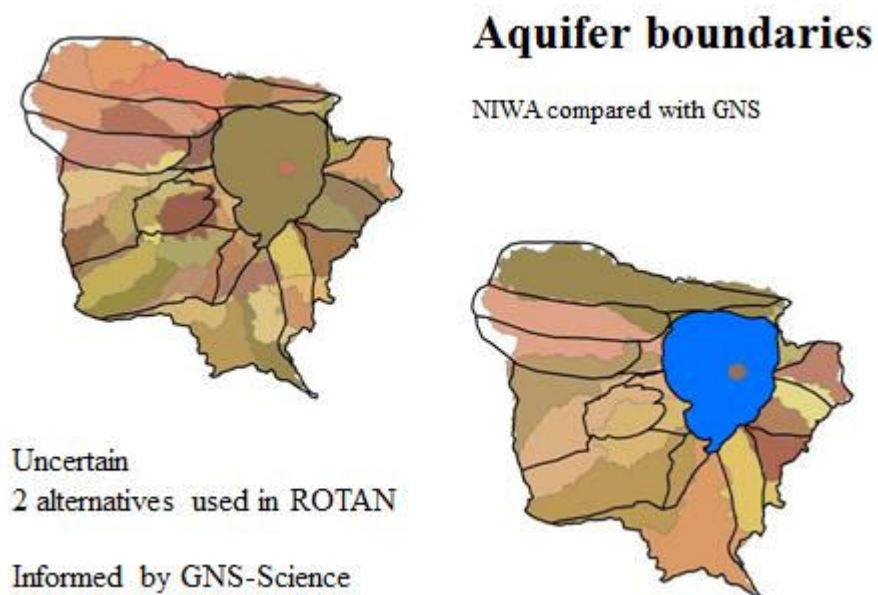 Aquifer boundaries
NIWA compared with GNS
Uncertain
2 alternatives used in ROTAN
Informed by GNS-Science